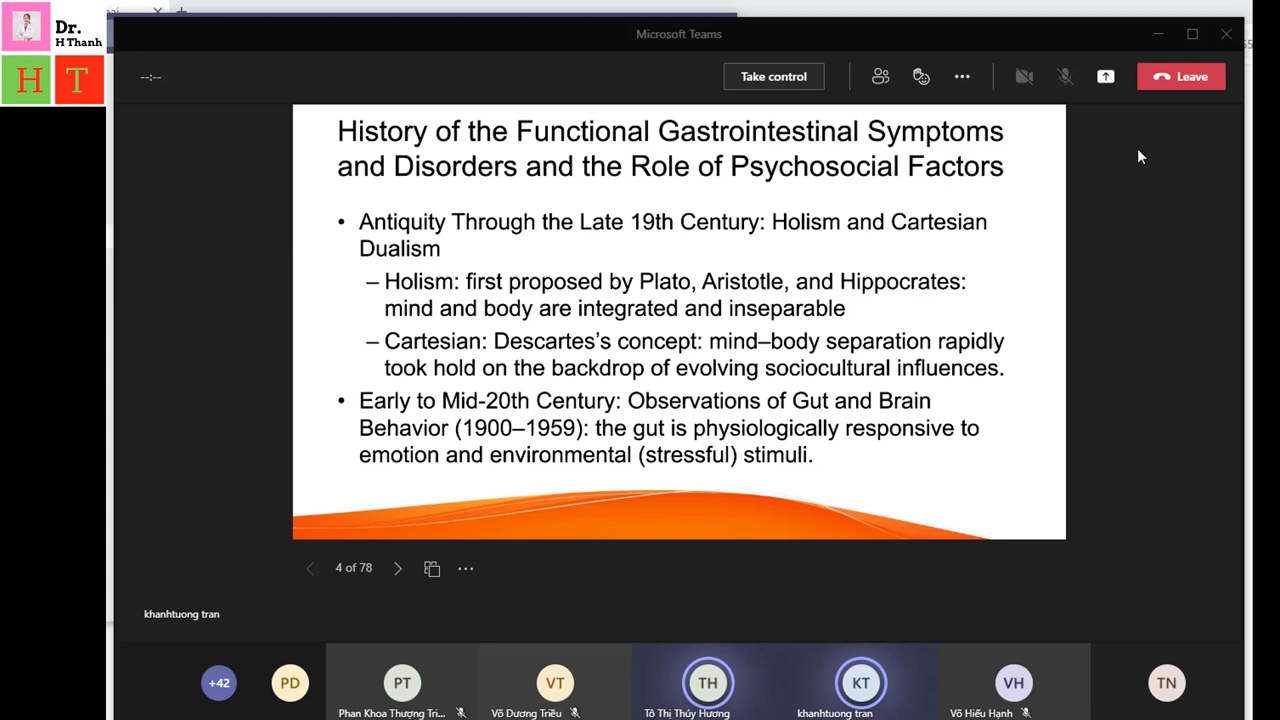 Dr.
H Thanh
H T
Microsoft Teams
--:--
Take control
Leave
History of the Functional Gastrointestinal Symptoms
and Disorders and the Role of Psychosocial Factors
• Antiquity Through the Late 19th Century: Holism and Cartesian
Dualism
– Holism: first proposed by Plato, Aristotle, and Hippocrates:
mind and body are integrated and inseparable
– Cartesian: Descartes’s concept: mind–body separation rapidly
took hold on the backdrop of evolving sociocultural influences.
• Early to Mid-20th Century: Observations of Gut and Brain
Behavior (1900–1959): the gut is physiologically responsive to
emotion and environmental (stressful) stimuli.
4 of 78
khanhtuong tran
+42 PD PT VT TH KT VH TN
Phan Khoa Thượng Tri... Võ Dương Triều Tô Thị Thúy Hương khanhtuong tran Võ Hiếu Hạnh